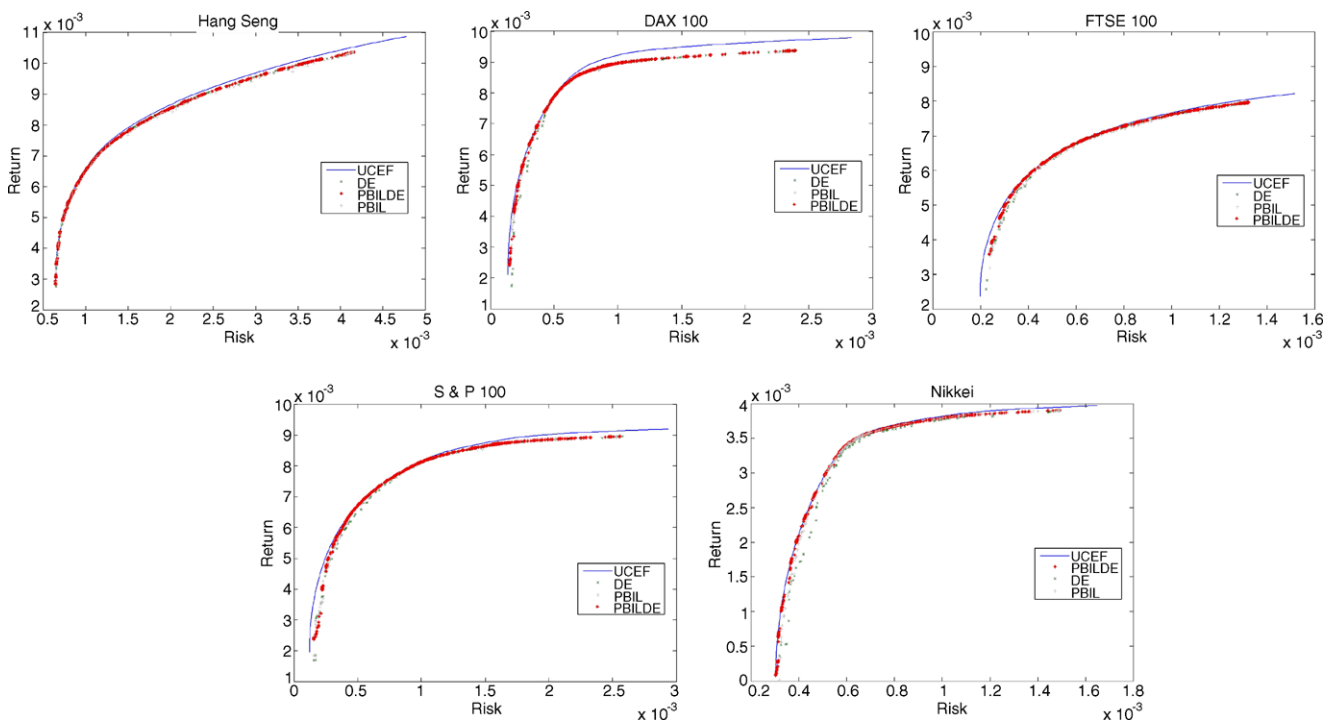 Hang Seng
x 10⁻³
11
10
9
8
7
6
5
4
3
2
Return
0.5
1
1.5
2
2.5
3
3.5
4
4.5
5
Risk
x 10⁻³
UCEF
DE
PBILDE
PBIL
DAX 100
x 10⁻³
10
9
8
7
6
5
4
3
2
1
Return
0
0.5
1
1.5
2
2.5
3
Risk
x 10⁻³
UCEF
DE
PBIL
PBILDE
FTSE 100
x 10⁻³
10
9
8
7
6
5
4
3
2
Return
0
0.2
0.4
0.6
0.8
1
1.2
1.4
1.6
Risk
x 10⁻³
UCEF
DE
PBIL
PBILDE
S & P 100
x 10⁻³
10
9
8
7
6
5
4
3
2
1
Return
0
0.5
1
1.5
2
2.5
3
Risk
x 10⁻³
UCEF
DE
PBIL
PBILDE
Nikkei
x 10⁻³
4
3.5
3
2.5
2
1.5
1
0.5
0
Return
0.2
0.4
0.6
0.8
1
1.2
1.4
1.6
1.8
Risk
x 10⁻³
UCEF
PBILDE
DE
PBIL